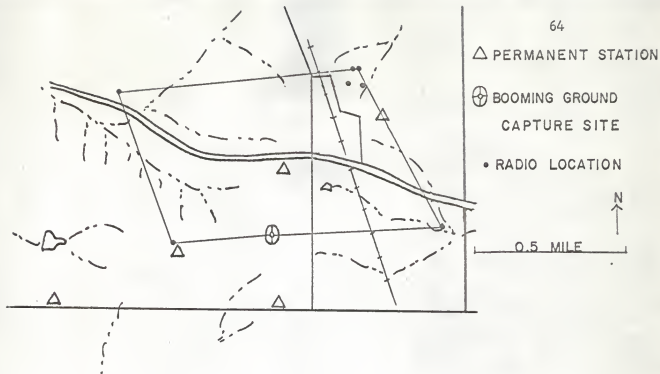 64
PERMANENT STATION
BOOMING GROUND
CAPTURE SITE
RADIO LOCATION
N
0.5 MILE